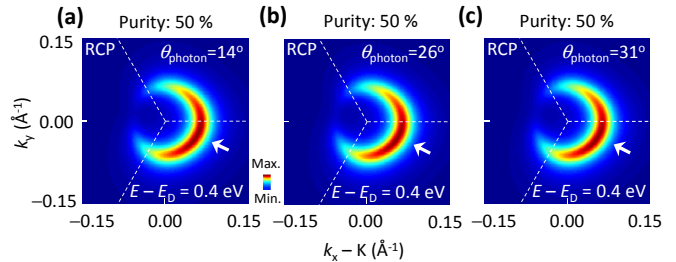 (a) Purity: 50 % (b) Purity: 50 % (c) Purity: 50 %
RCP θphoton=14° RCP θphoton=26° RCP θphoton=31°
0.15
0.00
−0.15
ky (Å-1)
Max.
Min.
E − ED = 0.4 eV E − ED = 0.4 eV E − ED = 0.4 eV
−0.15 0.00 0.15 −0.15 0.00 0.15 −0.15 0.00 0.15
kx − K (Å-1)